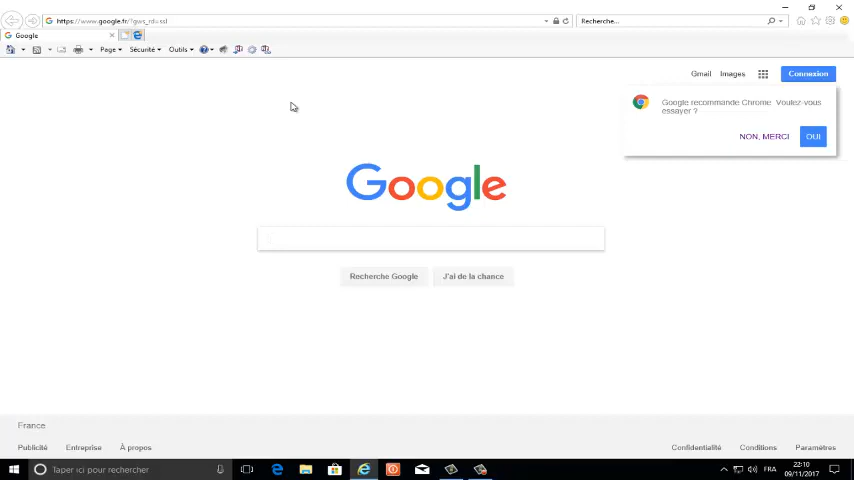 https://www.google.fr/?gws_rd=ssl
Recherche...
Google
Page
Sécurité
Outils
Gmail
Images
Connexion
Google recommande Chrome. Voulez-vous
essayer ?
NON, MERCI
OUI
Google
Recherche Google
J'ai de la chance
France
Publicité
Entreprise
À propos
Confidentialité
Conditions
Paramètres
Taper ici pour rechercher
FRA
22:10
09/11/2017